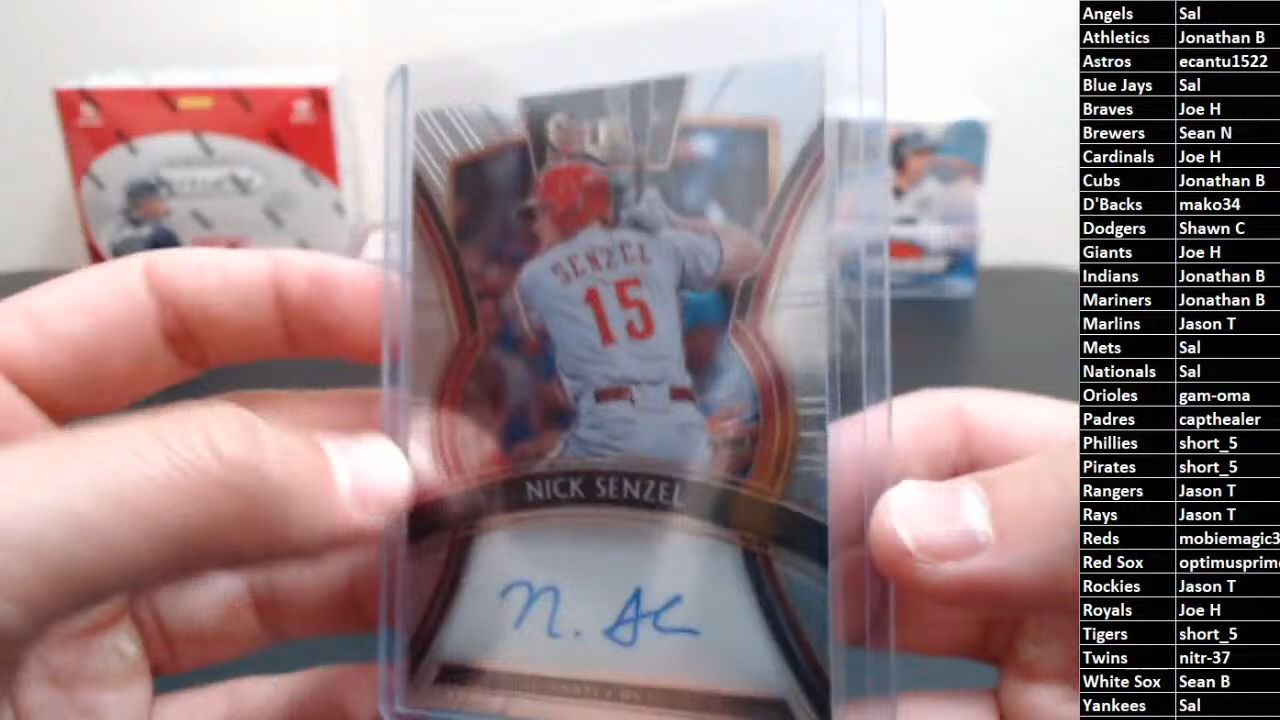 SENZEL
15
NICK SENZEL
N. S
Angels Sal
Athletics Jonathan B
Astros ecantu1522
Blue Jays Sal
Braves Joe H
Brewers Sean N
Cardinals Joe H
Cubs Jonathan B
D'Backs mako34
Dodgers Shawn C
Giants Joe H
Indians Jonathan B
Mariners Jonathan B
Marlins Jason T
Mets Sal
Nationals Sal
Orioles gam-oma
Padres capthealer
Phillies short_5
Pirates short_5
Rangers Jason T
Rays Jason T
Reds mobiemagic3
Red Sox optimusprime
Rockies Jason T
Royals Joe H
Tigers short_5
Twins nitr-37
White Sox Sean B
Yankees Sal